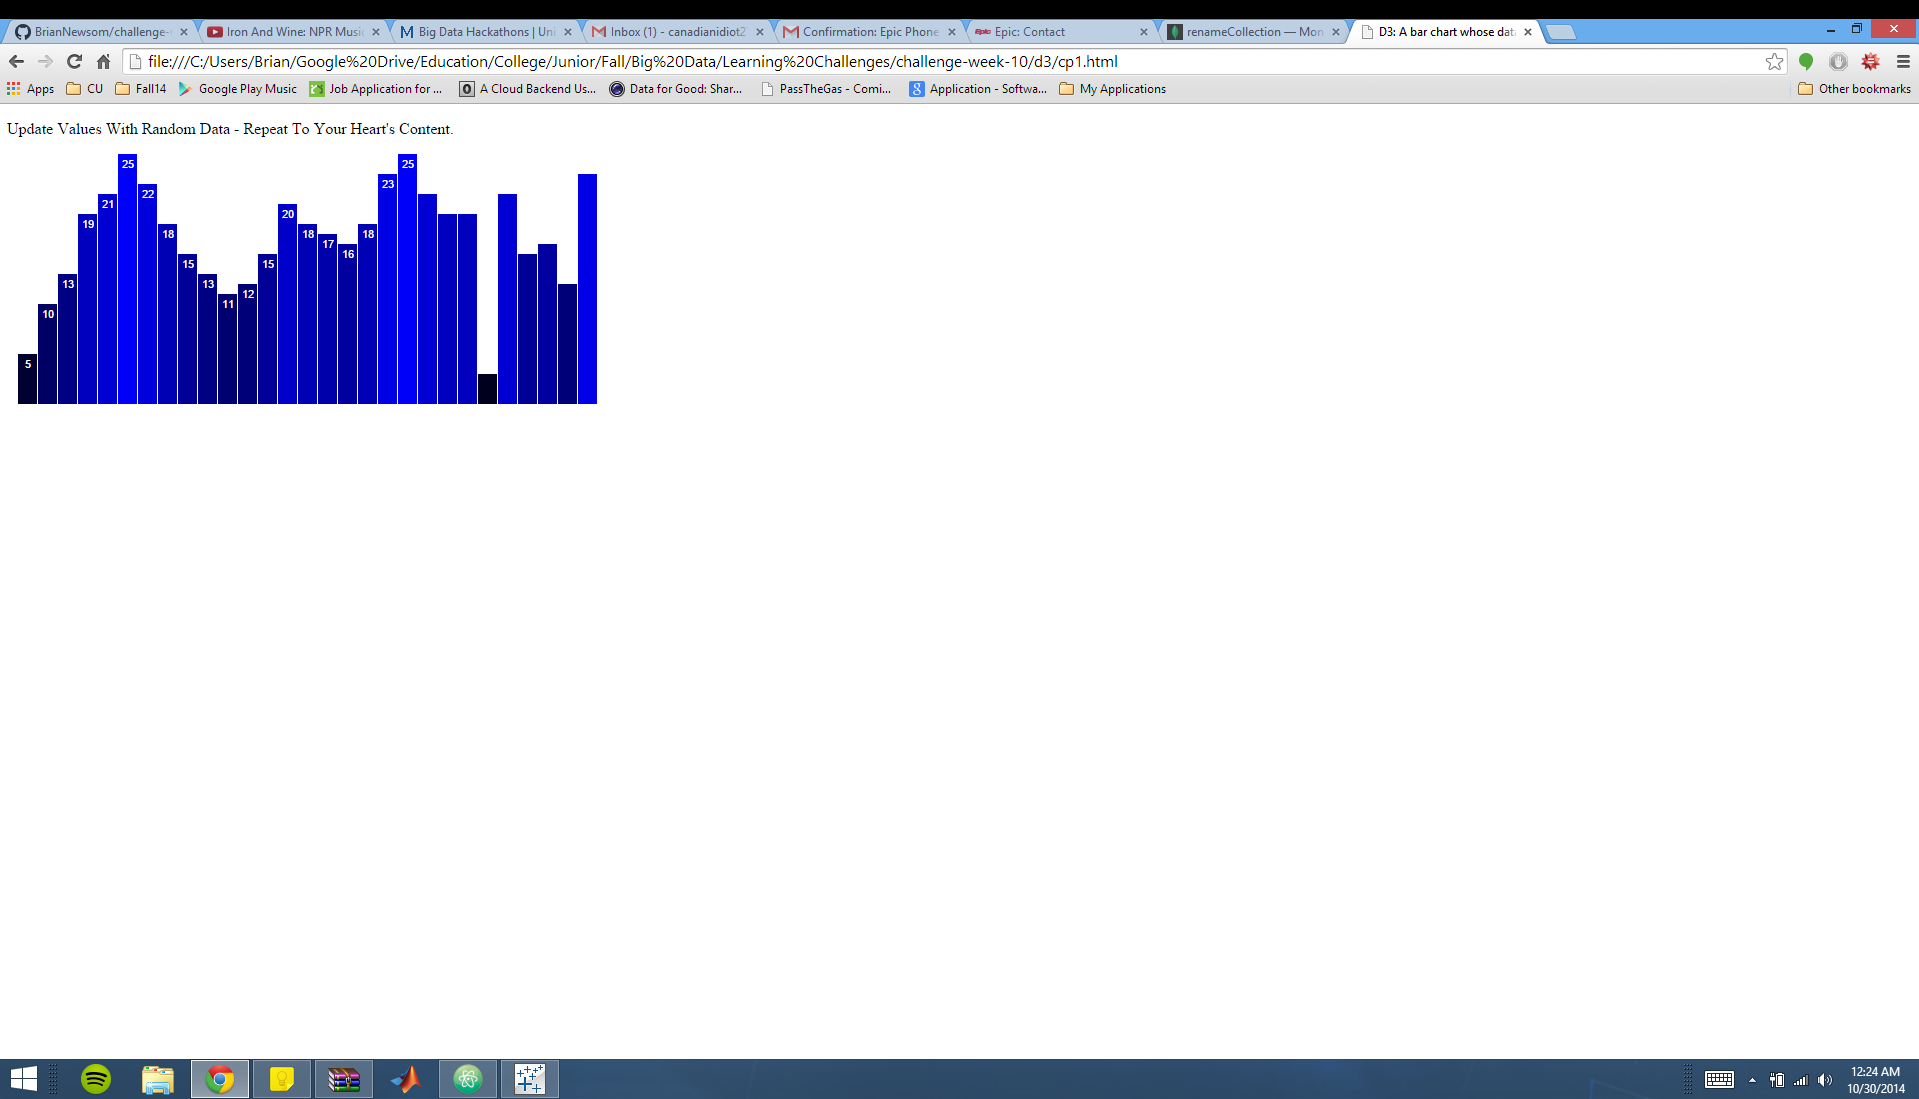 BrianNewsom/challenge-
Iron And Wine: NPR Music
Big Data Hackathons | Uni
Inbox (1) - canadianidiot2
Confirmation: Epic Phone
Epic: Contact
renameCollection — Mon
D3: A bar chart whose data
file:///C:/Users/Brian/Google%20Drive/Education/College/Junior/Fall/Big%20Data/Learning%20Challenges/challenge-week-10/d3/cp1.html
Apps CU Fall14 Google Play Music Job Application for ... A Cloud Backend Us... Data for Good: Shar... PassTheGas - Comi... Application - Softwa... My Applications Other bookmarks
Update Values With Random Data - Repeat To Your Heart's Content.
5
10
13
19
21
25
22
18
15
13
11
12
15
20
18
17
16
18
23
25
12:24 AM
10/30/2014